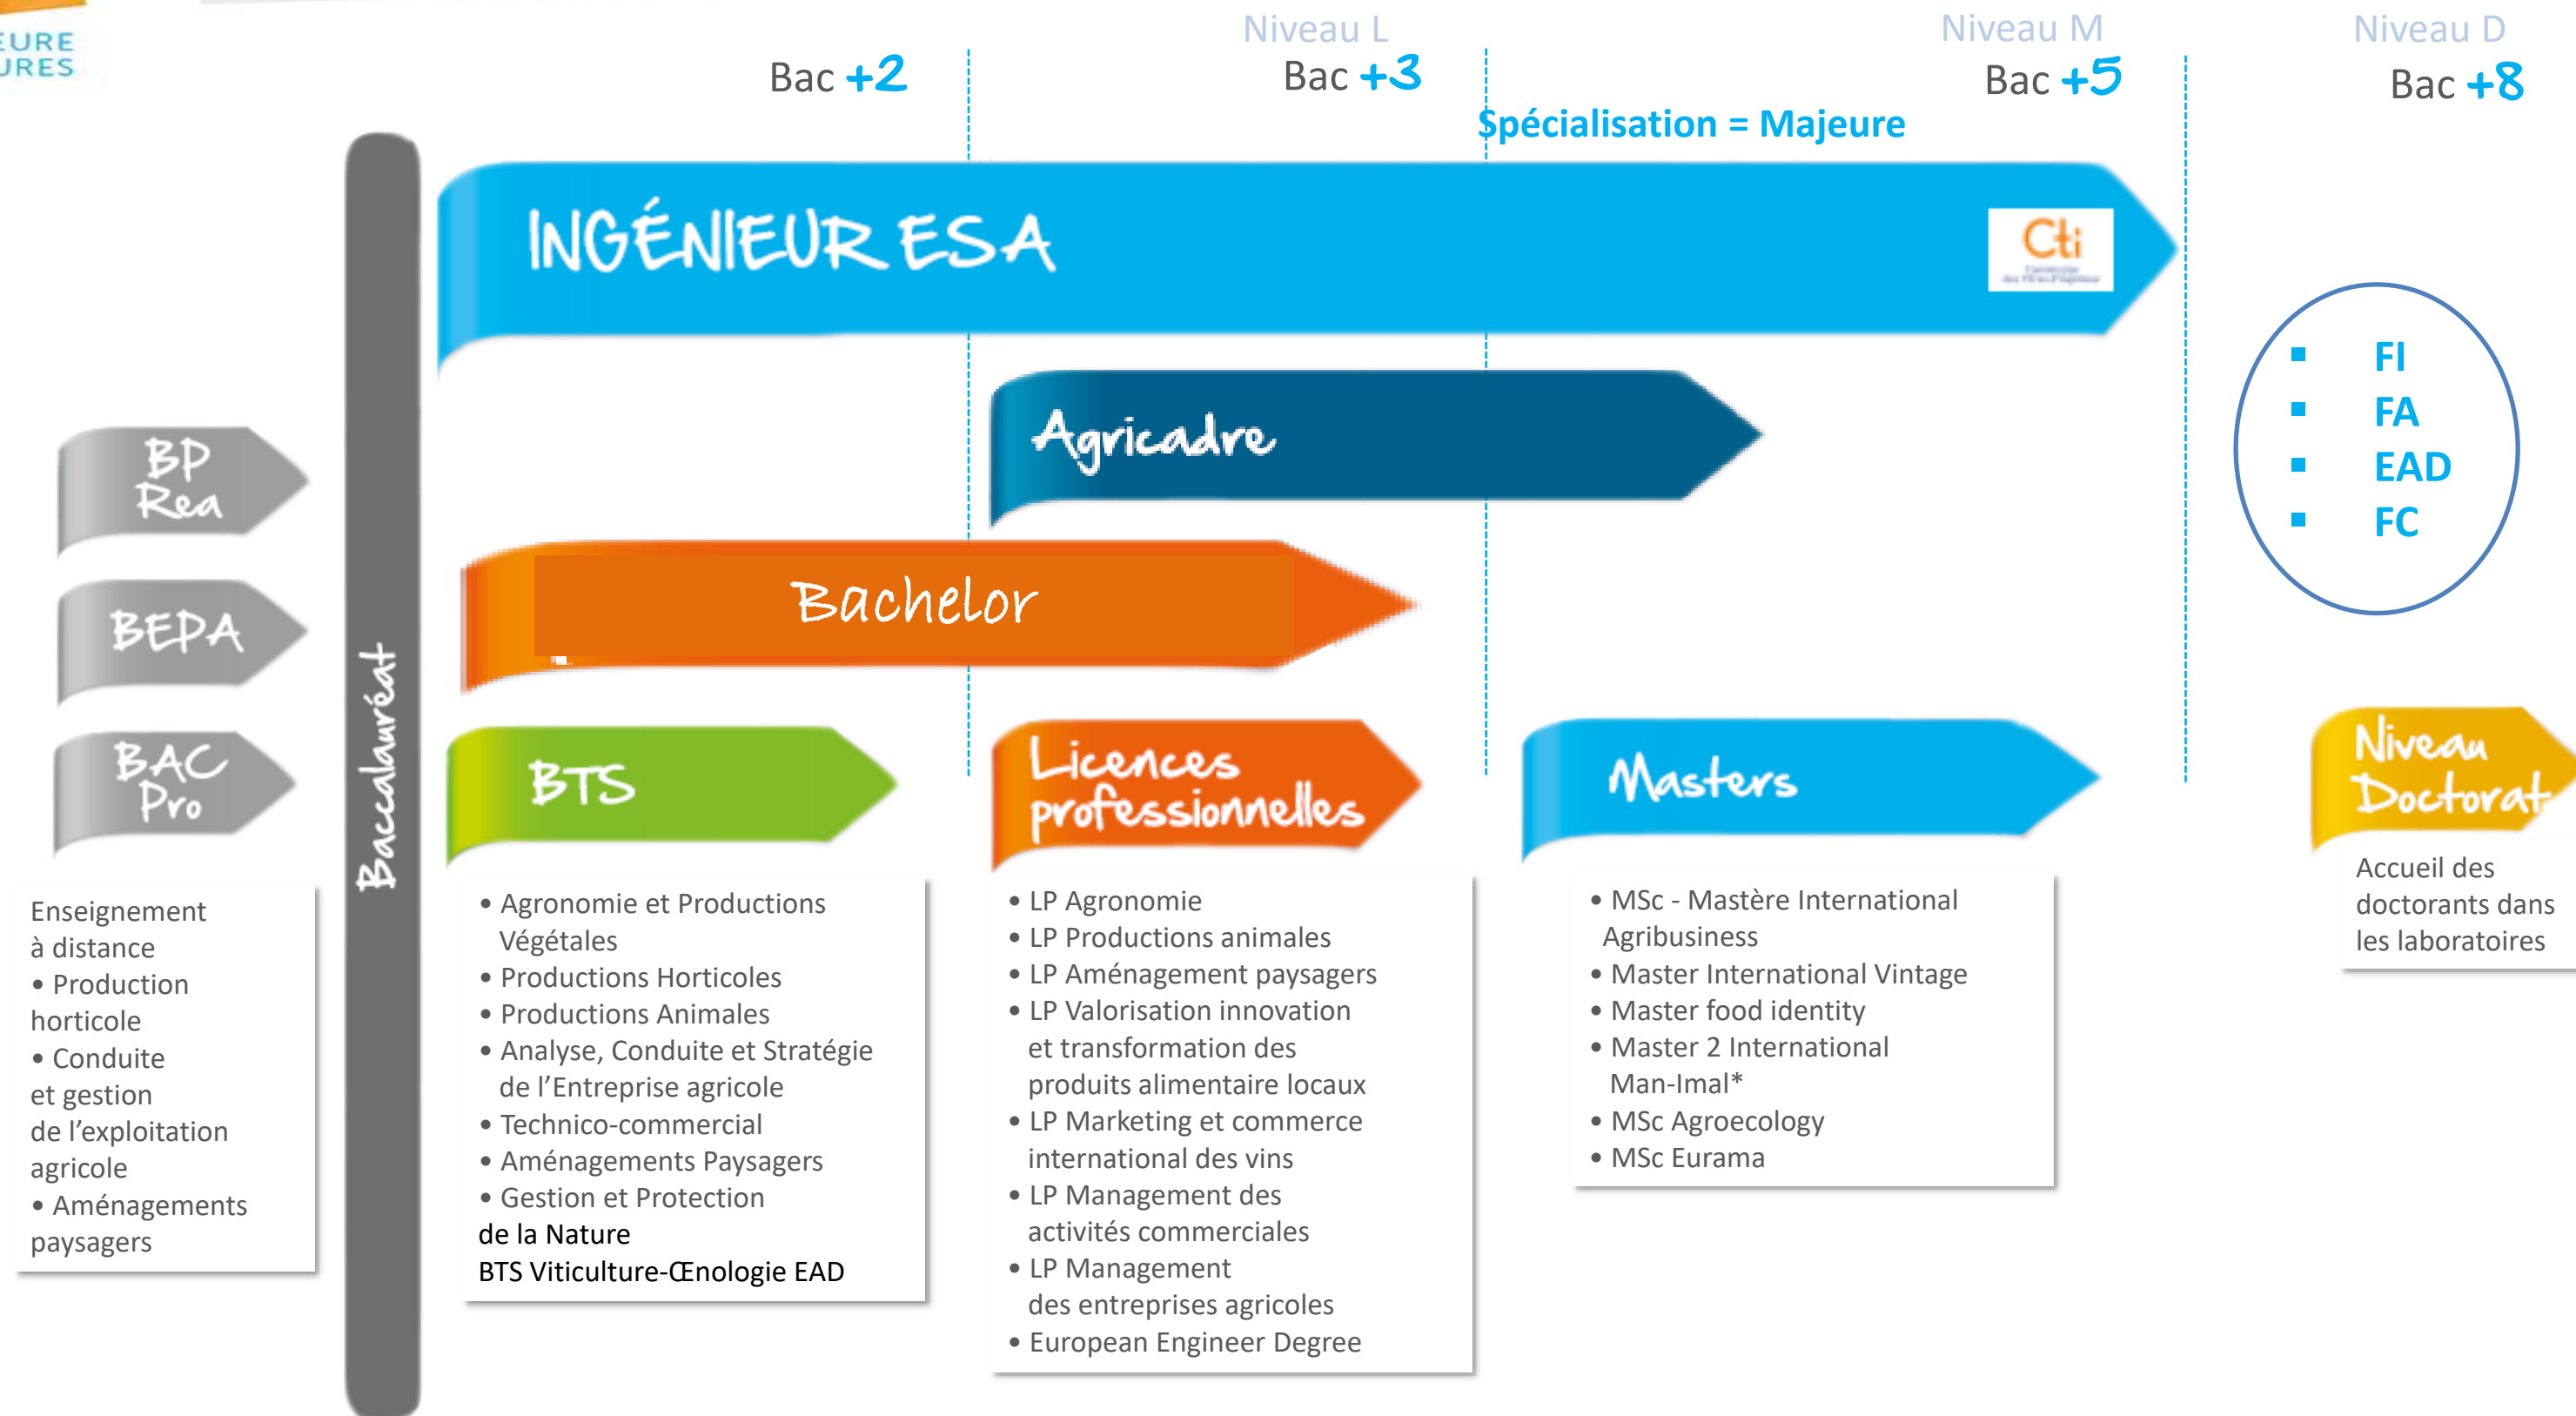 EURE
URES
Niveau L
Niveau M
Niveau D
Bac +2
Bac +3
Bac +5
Bac +8
Spécialisation = Majeure
INGÉNIEUR ESA
Cti
▪ FI
▪ FA
▪ EAD
▪ FC
Agricadre
Bachelor
BP
Rea
BEPA
BAC
Pro
Baccalauréat
BTS
Licences
professionnelles
Masters
Niveau
Doctorat
Enseignement
à distance
• Production
horticole
• Conduite
et gestion
de l'exploitation
agricole
• Aménagements
paysagers
• Agronomie et Productions
Végétales
• Productions Horticoles
• Productions Animales
• Analyse, Conduite et Stratégie
de l'Entreprise agricole
• Technico-commercial
• Aménagements Paysagers
• Gestion et Protection
de la Nature
BTS Viticulture-Œnologie EAD
• LP Agronomie
• LP Productions animales
• LP Aménagement paysagers
• LP Valorisation innovation
et transformation des
produits alimentaire locaux
• LP Marketing et commerce
international des vins
• LP Management des
activités commerciales
• LP Management
des entreprises agricoles
• European Engineer Degree
• MSc - Mastère International
Agribusiness
• Master International Vintage
• Master food identity
• Master 2 International
Man-Imal*
• MSc Agroecology
• MSc Eurama
Accueil des
doctorants dans
les laboratoires